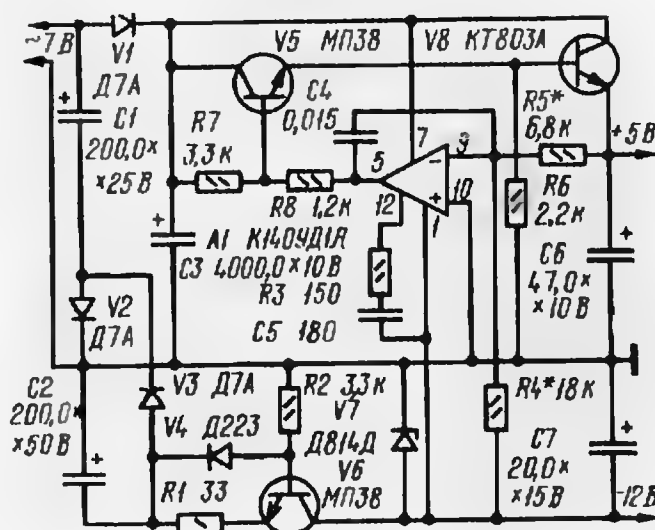 ~7В
V1
Д7А
V5 МП38
V8 КТ803А
+
C1
200,0×
×25В
R7
3,3к
C4
0,015
7
5
9
-
+
10
12
1
R5*
6,8к
+5В
R8 1,2к
R6
2,2к
+
A1 К140УД1Я
C3 4000,0×10В
R3 150
C5 180
C6
47,0×
×10В
+
V2
Д7А
C2
200,0×
×50В
+
V3 Д7А
V4 Д223
R2 3,3к
V7
Д814Д
V6
МП38
R4*18к
C7
20,0×
×15В
+
R1 33
-12В